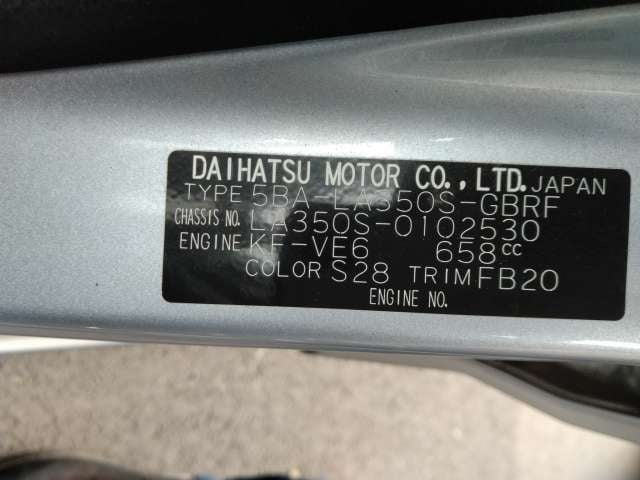 DAIHATSU MOTOR CO.,LTD. JAPAN
TYPE 5BA-LA350S-GBRF
CHASSIS NO. LA350S-0102530
ENGINE KF-VE6 658cc
COLOR S28 TRIM FB20
ENGINE NO.